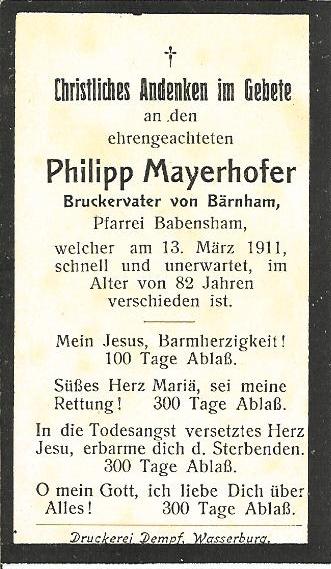 Christliches Andenken im Gebete
an den
ehrengeachteten
Philipp Mayerhofer
Bruckervater von Bärnham,
Pfarrei Babensham,
welcher am 13. März 1911,
schnell und unerwartet, im
Alter von 82 Jahren
verschieden ist.
Mein Jesus, Barmherzigkeit!
100 Tage Ablaß.
Süßes Herz Mariä, sei meine
Rettung! 300 Tage Ablaß.
In die Todesangst versetztes Herz
Jesu, erbarme dich d. Sterbenden.
300 Tage Ablaß.
O mein Gott, ich liebe Dich über
Alles! 300 Tage Ablaß.
Druckerei Dempf, Wasserburg.